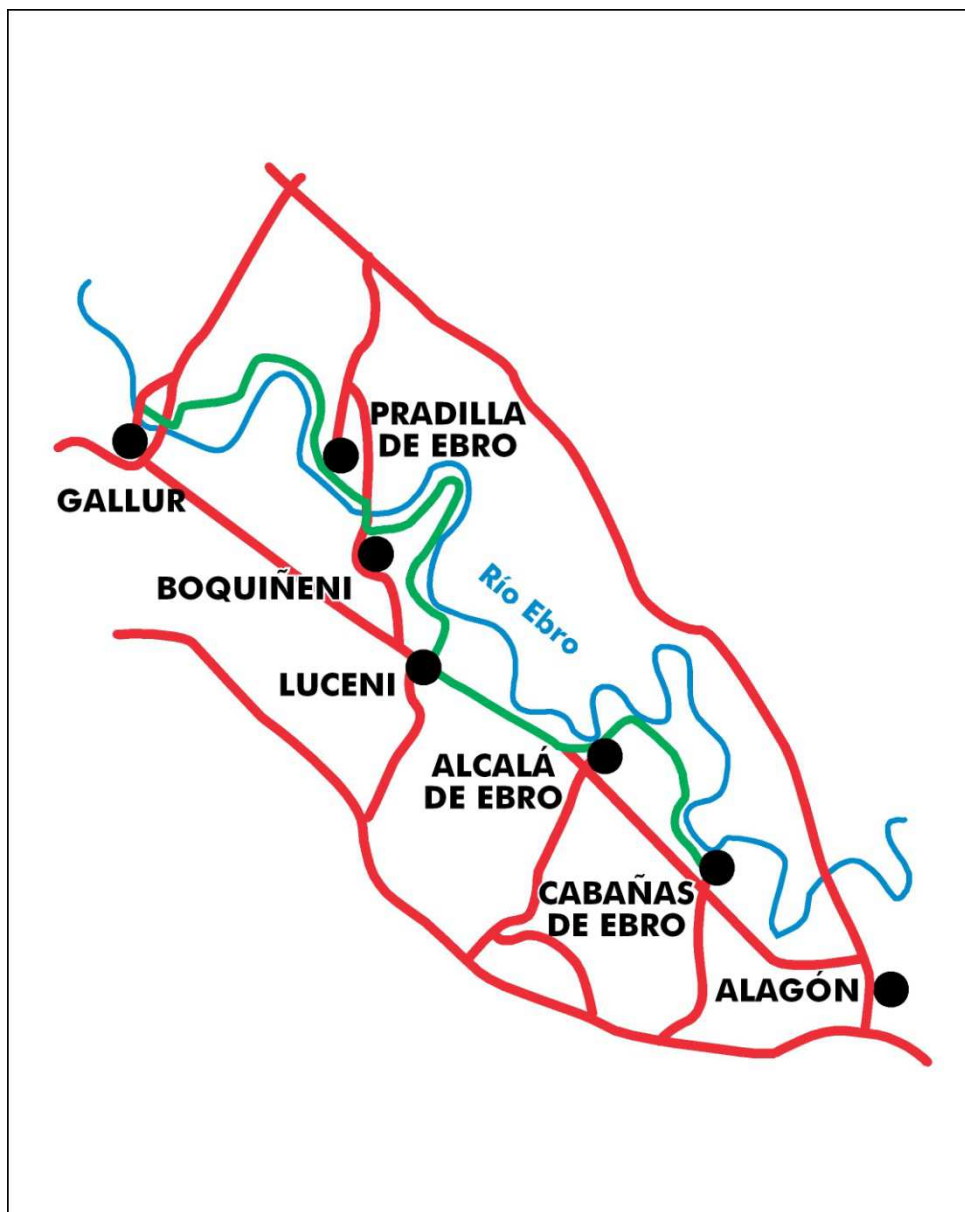 PRADILLA
DE EBRO
GALLUR
BOQUIÑENI
Río Ebro
LUCENI
ALCALÁ
DE EBRO
CABAÑAS
DE EBRO
ALAGÓN